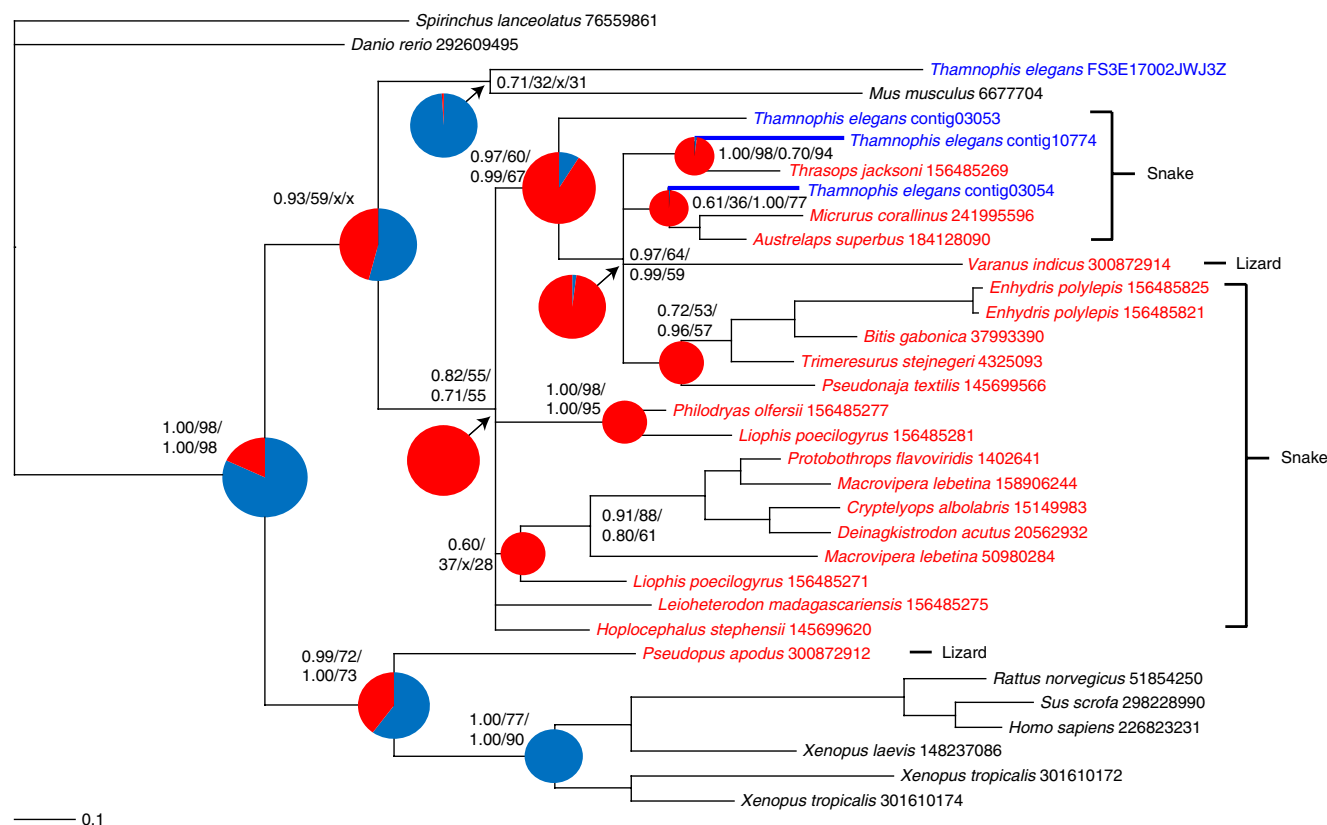 Spirinchus lanceolatus 76559861
Danio rerio 292609495
Thamnophis elegans FS3E17002JWJ3Z
0.71/32/x/31
Mus musculus 6677704
Thamnophis elegans contig03053
Thamnophis elegans contig10774
0.97/60/
0.99/67
1.00/98/0.70/94
Thrasops jacksoni 156485269
Snake
Thamnophis elegans contig03054
0.93/59/x/x
0.61/36/1.00/77
Micrurus corallinus 241995596
Austrelaps superbus 184128090
0.97/64/
0.99/59
Varanus indicus 300872914
Lizard
Enhydris polylepis 156485825
0.72/53/
0.96/57
Enhydris polylepis 156485821
Bitis gabonica 37993390
Trimeresurus stejnegeri 4325093
0.82/55/
0.71/55
Pseudonaja textilis 145699566
1.00/98/
1.00/95
Philodryas olfersii 156485277
1.00/98/
1.00/98
Liophis poecilogyrus 156485281
Protobothrops flavoviridis 1402641
Snake
Macrovipera lebetina 158906244
0.91/88/
0.80/61
Cryptelyops albolabris 15149983
Deinagkistrodon acutus 20562932
0.60/
37/x/28
Macrovipera lebetina 50980284
Liophis poecilogyrus 156485271
Leioheterodon madagascariensis 156485275
Hoplocephalus stephensii 145699620
0.99/72/
1.00/73
Pseudopus apodus 300872912
Lizard
Rattus norvegicus 51854250
Sus scrofa 298228990
1.00/77/
1.00/90
Homo sapiens 226823231
Xenopus laevis 148237086
Xenopus tropicalis 301610172
Xenopus tropicalis 301610174
0.1